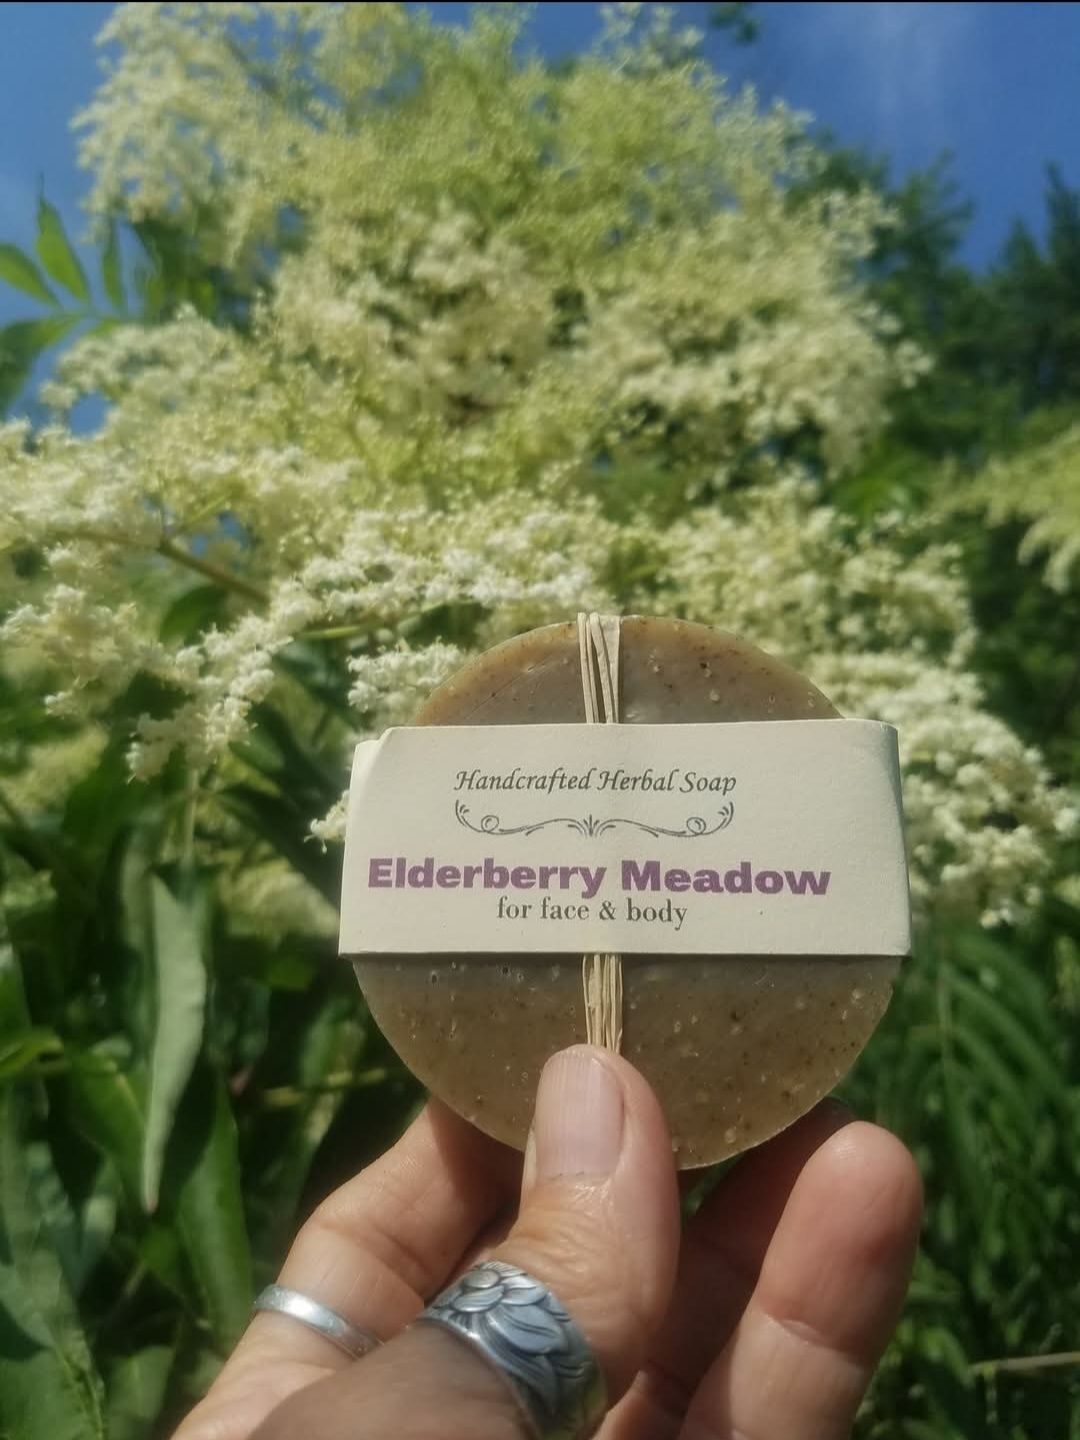 Handcrafted Herbal Soap
Elderberry Meadow
for face & body